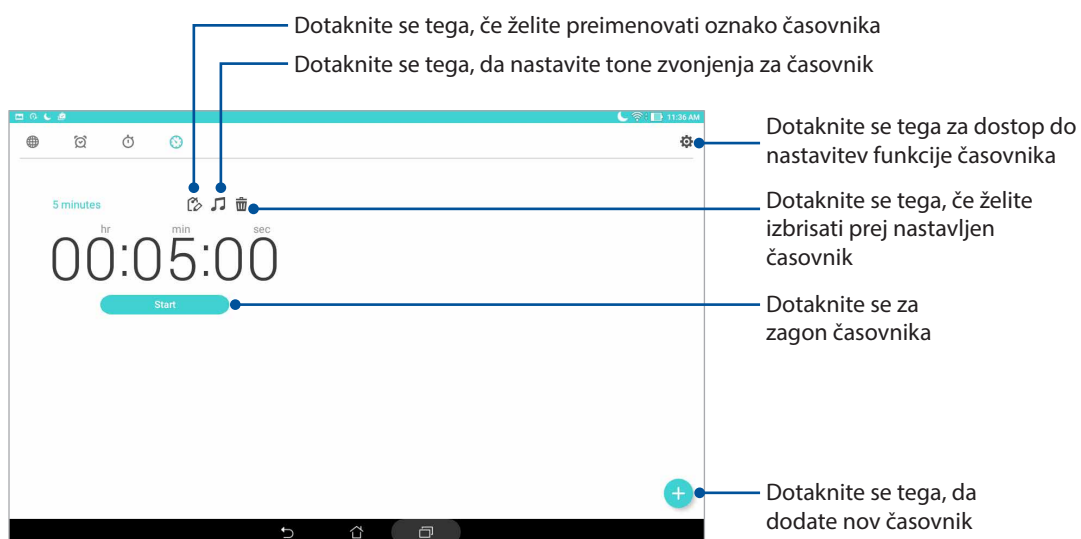 Dotaknite se tega, če želite preimenovati oznako časovnika
Dotaknite se tega, da nastavite tone zvonjenja za časovnik
11:36 AM
Dotaknite se tega za dostop do
nastavitev funkcije časovnika
5 minutes
Dotaknite se tega, če želite
izbrisati prej nastavljen
časovnik
hr min sec
00:05:00
Start
Dotaknite se za
zagon časovnika
Dotaknite se tega, da
dodate nov časovnik